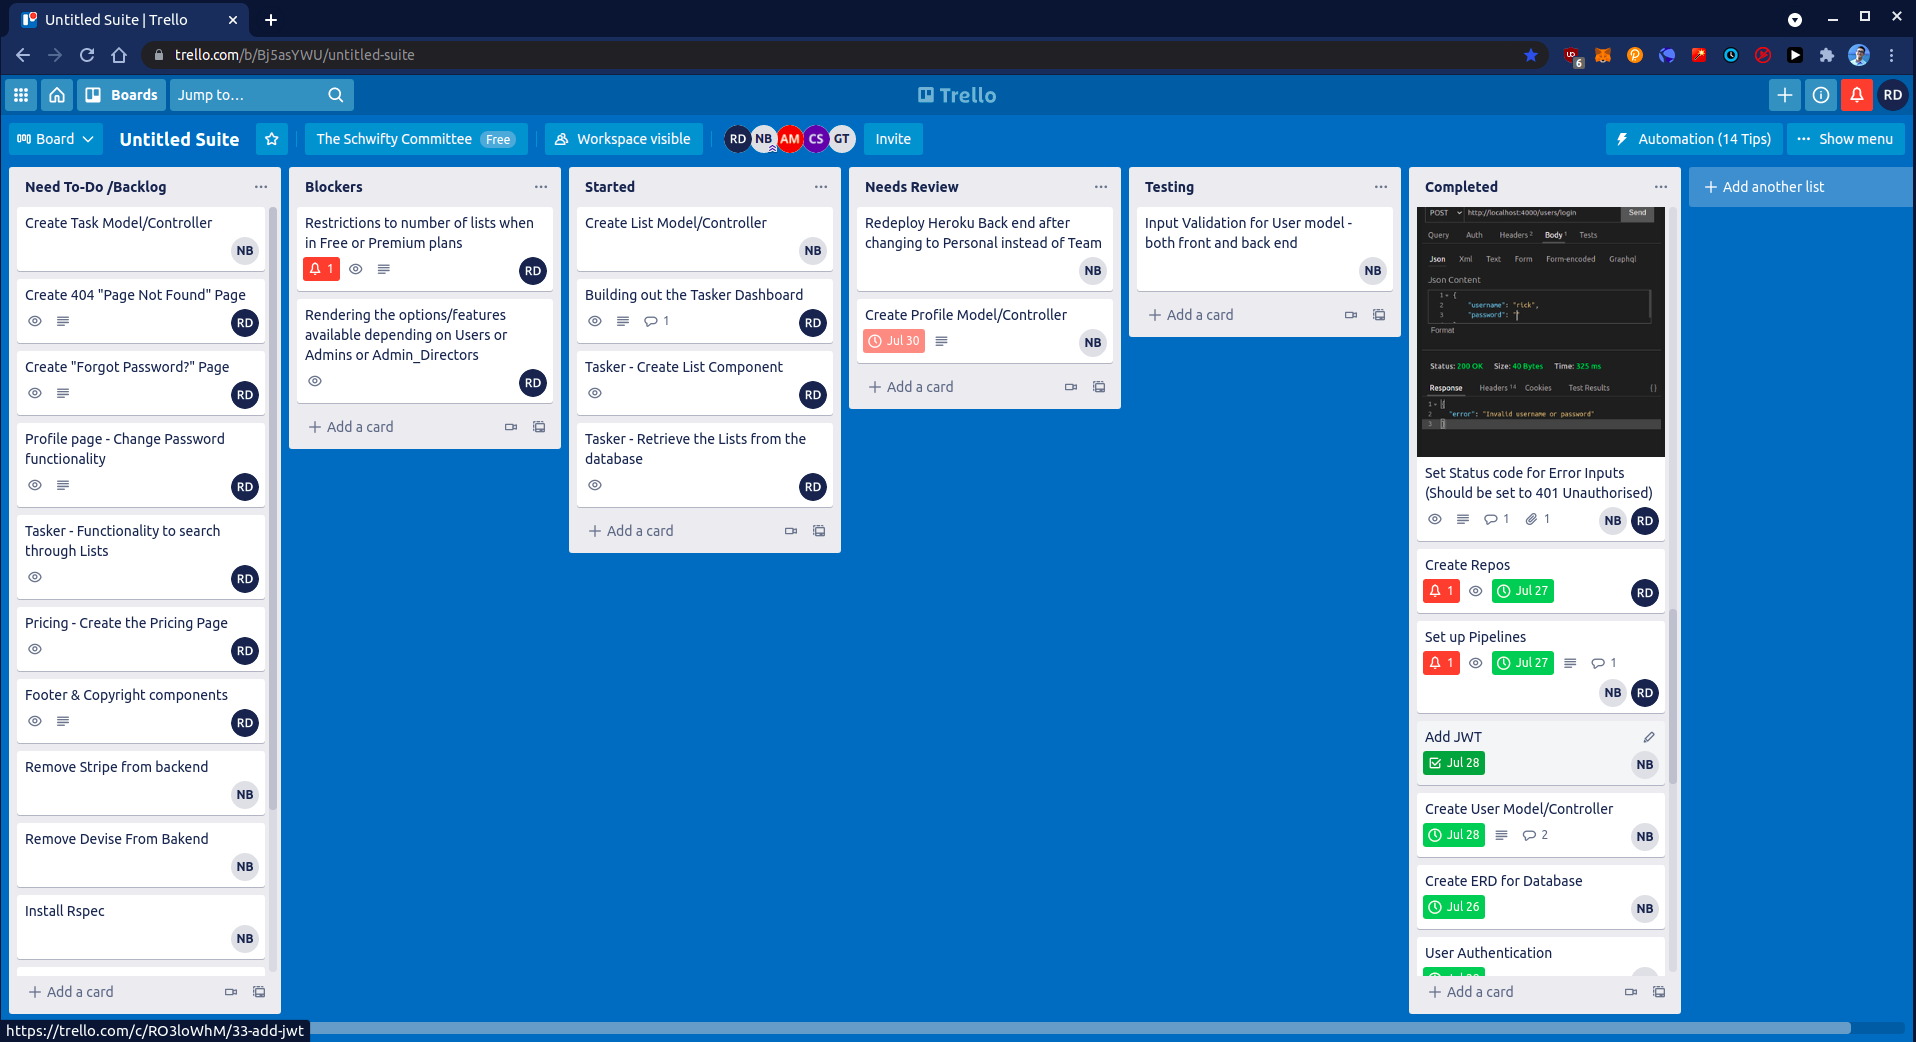 Untitled Suite | Trello
trello.com/b/Bj5asYWU/untitled-suite
6
Boards
Jump to...
Trello
RD
Board
Untitled Suite
The Schwifty Committee Free
Workspace visible
RD NB AM CS GT
Invite
Automation (14 Tips)
Show menu
Need To-Do /Backlog
Create Task Model/Controller
NB
Create 404 "Page Not Found" Page
RD
Create "Forgot Password?" Page
RD
Profile page - Change Password
functionality
RD
Tasker - Functionality to search
through Lists
RD
Pricing - Create the Pricing Page
RD
Footer & Copyright components
RD
Remove Stripe from backend
NB
Remove Devise From Bakend
NB
Install Rspec
NB
Add a card
Blockers
Restrictions to number of lists when
in Free or Premium plans
1
RD
Rendering the options/features
available depending on Users or
Admins or Admin_Directors
RD
Add a card
Started
Create List Model/Controller
NB
Building out the Tasker Dashboard
1
RD
Tasker - Create List Component
RD
Tasker - Retrieve the Lists from the
database
RD
Add a card
Needs Review
Redeploy Heroku Back end after
changing to Personal instead of Team
NB
Create Profile Model/Controller
Jul 30
NB
Add a card
Testing
Input Validation for User model -
both front and back end
NB
Add a card
Completed
POST http://localhost:4000/users/login Send
Query Auth Headers 2 Body 1 Tests
Json Xml Text Form Form-encoded Graphql
Json Content
1 {
2 "username": "rick",
3 "password": "
Format
Status: 200 OK Size: 40 Bytes Time: 325 ms
Response Headers 14 Cookies Test Results {}
1 {
2 "error": "Invalid username or password"
3 }
Set Status code for Error Inputs
(Should be set to 401 Unauthorised)
1 1
NB RD
Create Repos
1 Jul 27
RD
Set up Pipelines
1 Jul 27 1
NB RD
Add JWT
Jul 28
NB
Create User Model/Controller
Jul 28 2
NB
Create ERD for Database
Jul 26
NB
User Authentication
Add a card
Add another list
https://trello.com/c/RO3loWhM/33-add-jwt